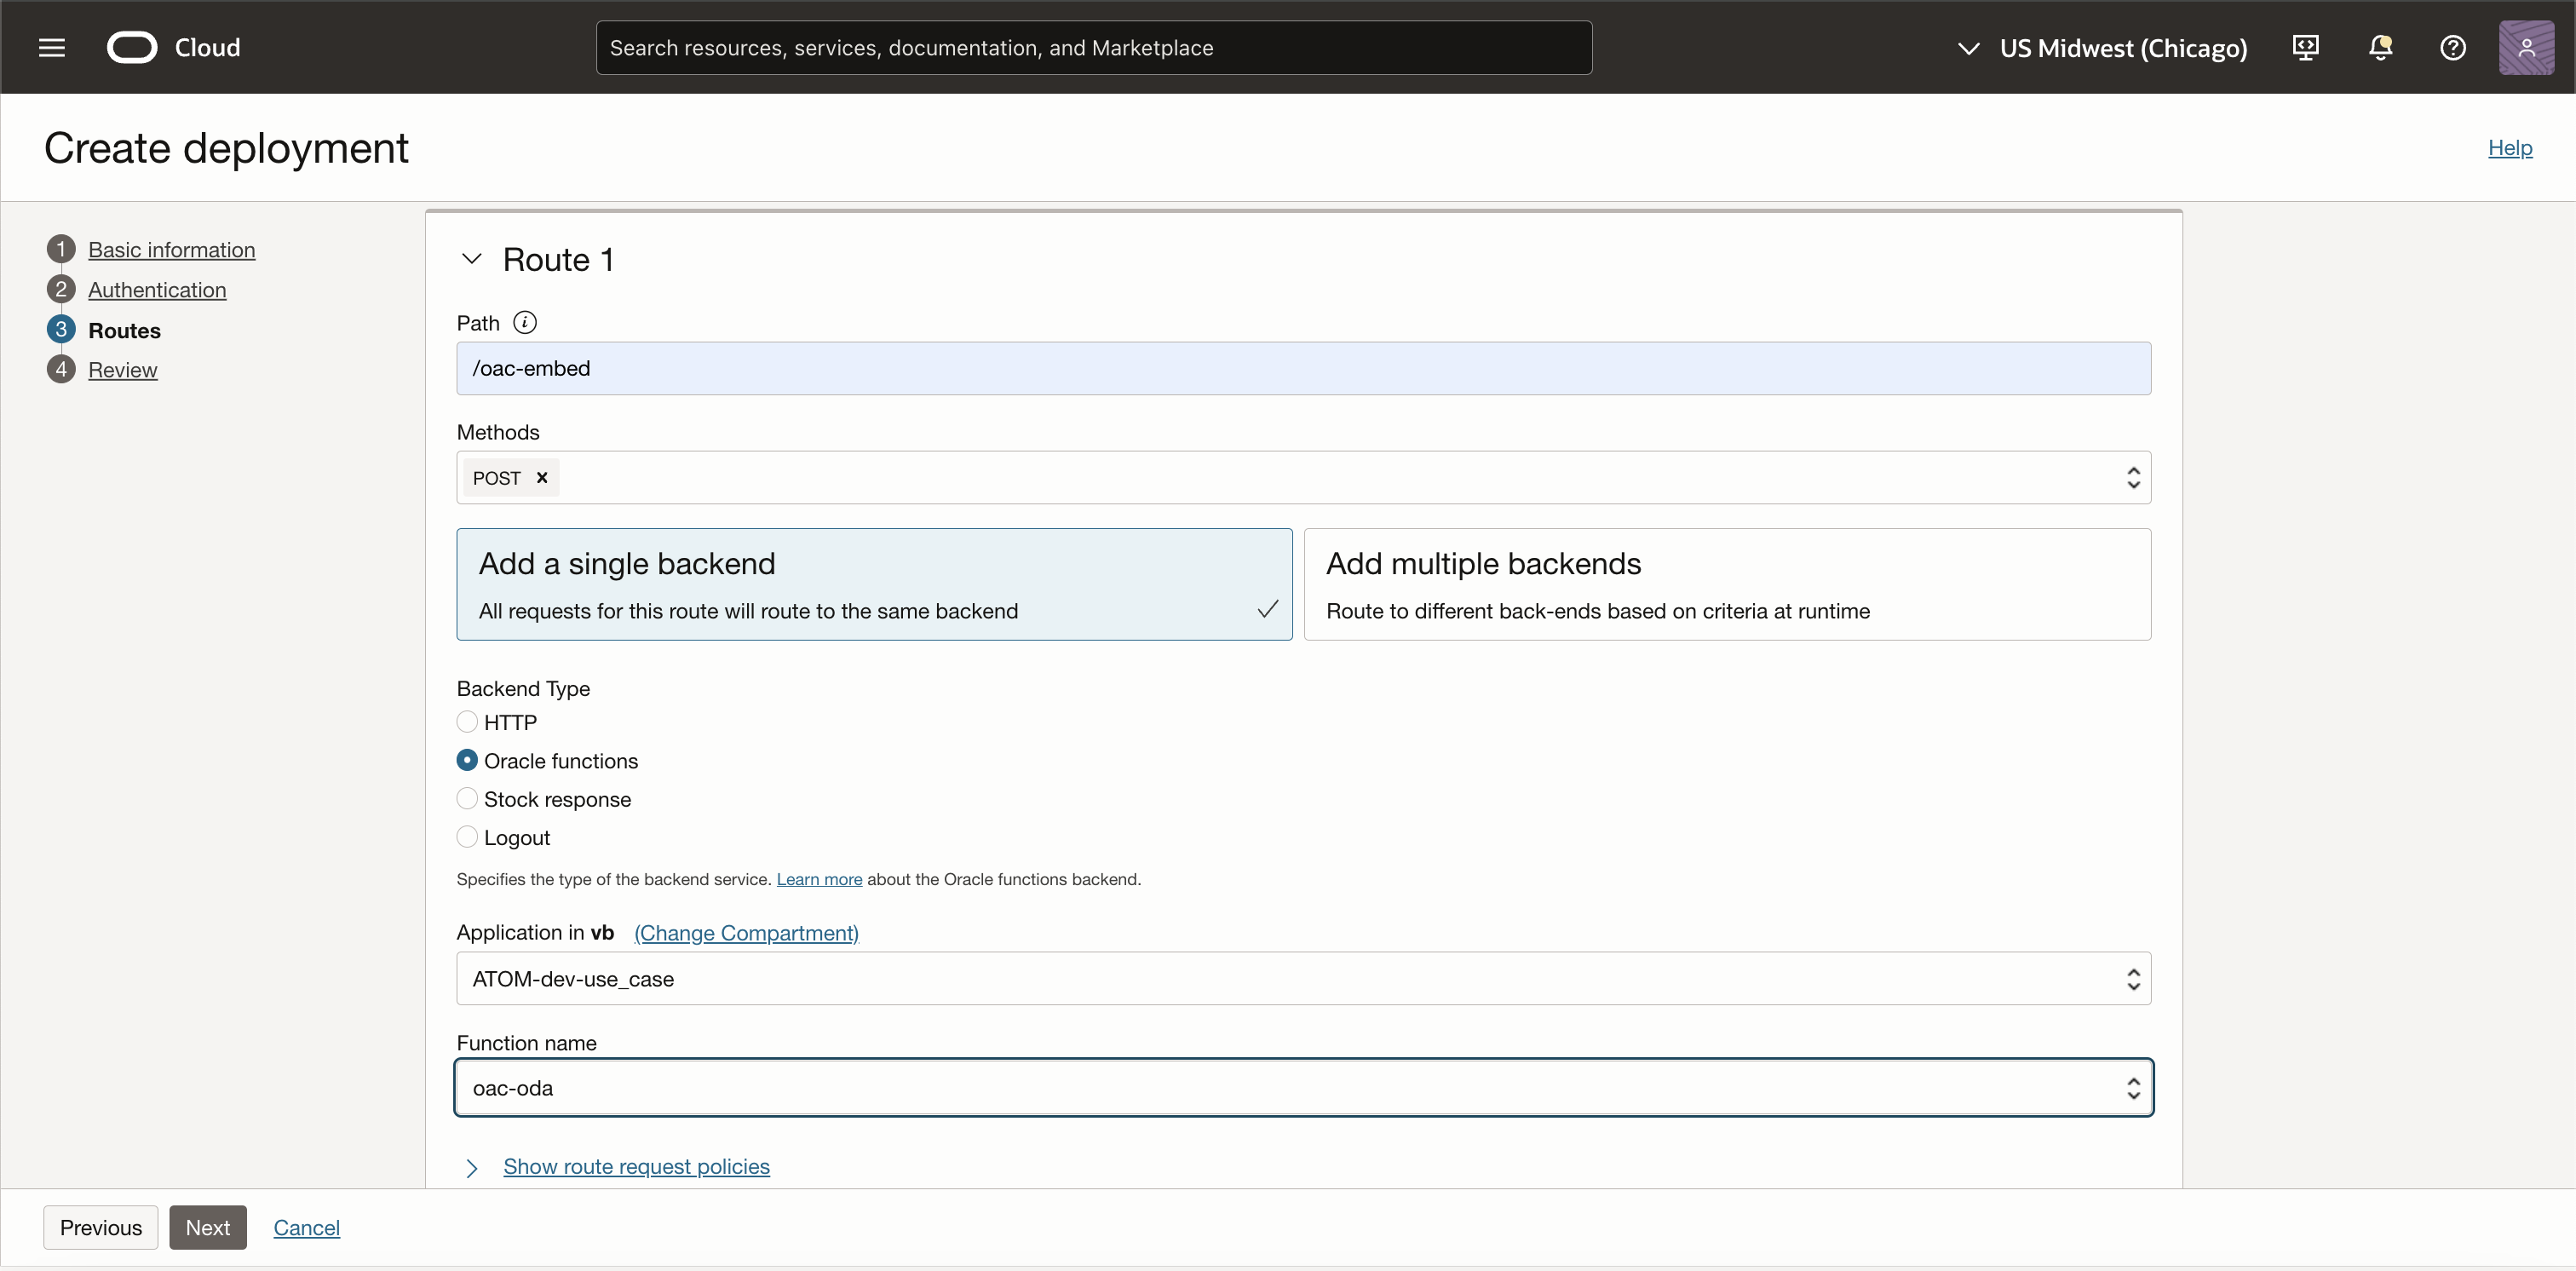 Cloud
Search resources, services, documentation, and Marketplace
US Midwest (Chicago)
Create deployment
Help
1 Basic information
2 Authentication
3 Routes
4 Review
Route 1
Path i
/oac-embed
Methods
POST ×
Add a single backend
All requests for this route will route to the same backend
Add multiple backends
Route to different back-ends based on criteria at runtime
Backend Type
HTTP
Oracle functions
Stock response
Logout
Specifies the type of the backend service. Learn more about the Oracle functions backend.
Application in vb (Change Compartment)
ATOM-dev-use_case
Function name
oac-oda
Show route request policies
Previous Next Cancel